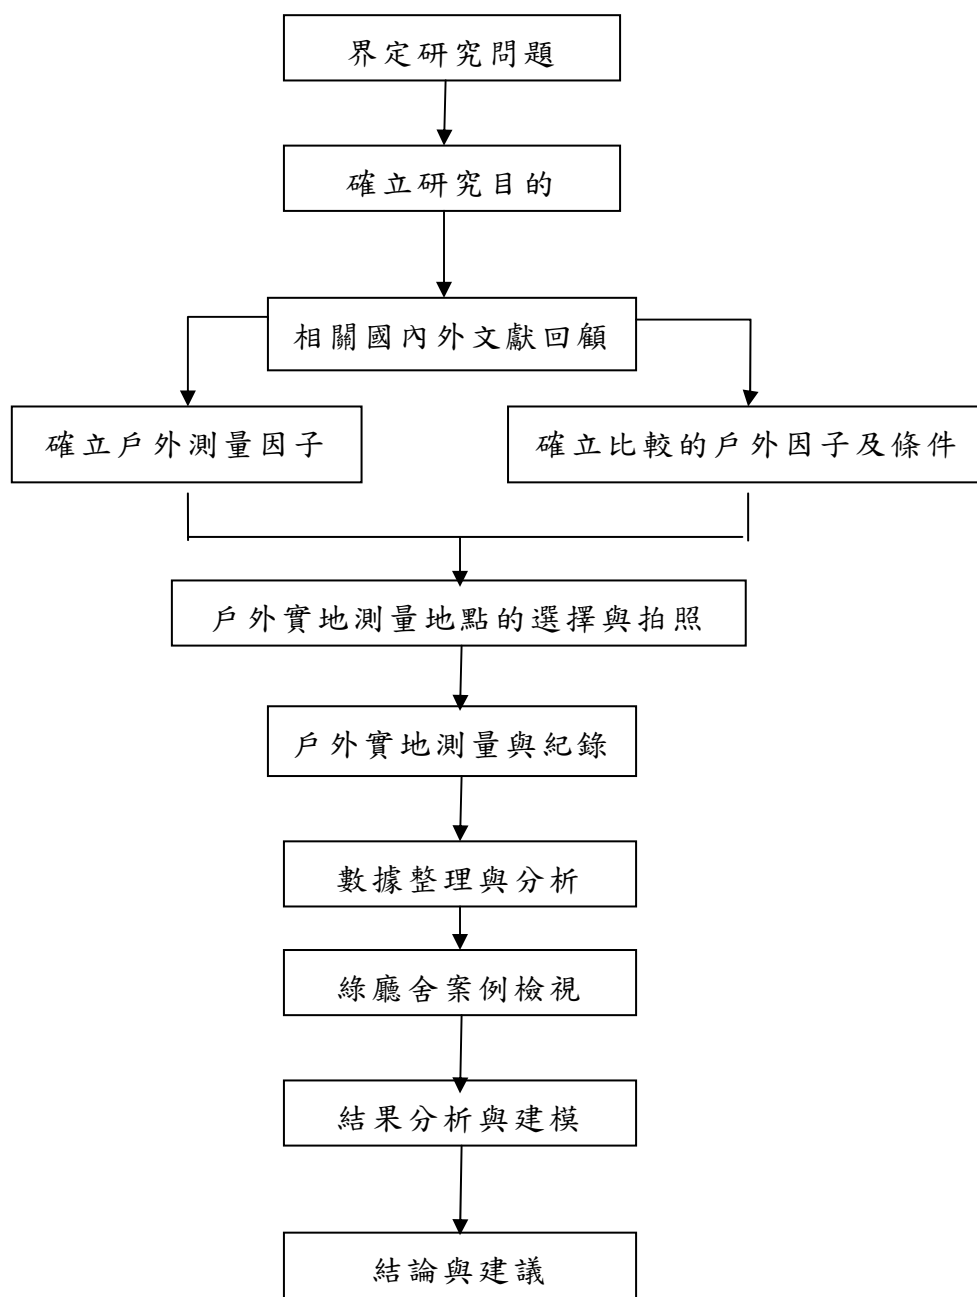 界定研究問題
確立研究目的
相關國內外文獻回顧
確立戶外測量因子
確立比較的戶外因子及條件
戶外實地測量地點的選擇與拍照
戶外實地測量與紀錄
數據整理與分析
綠廳舍案例檢視
結果分析與建模
結論與建議